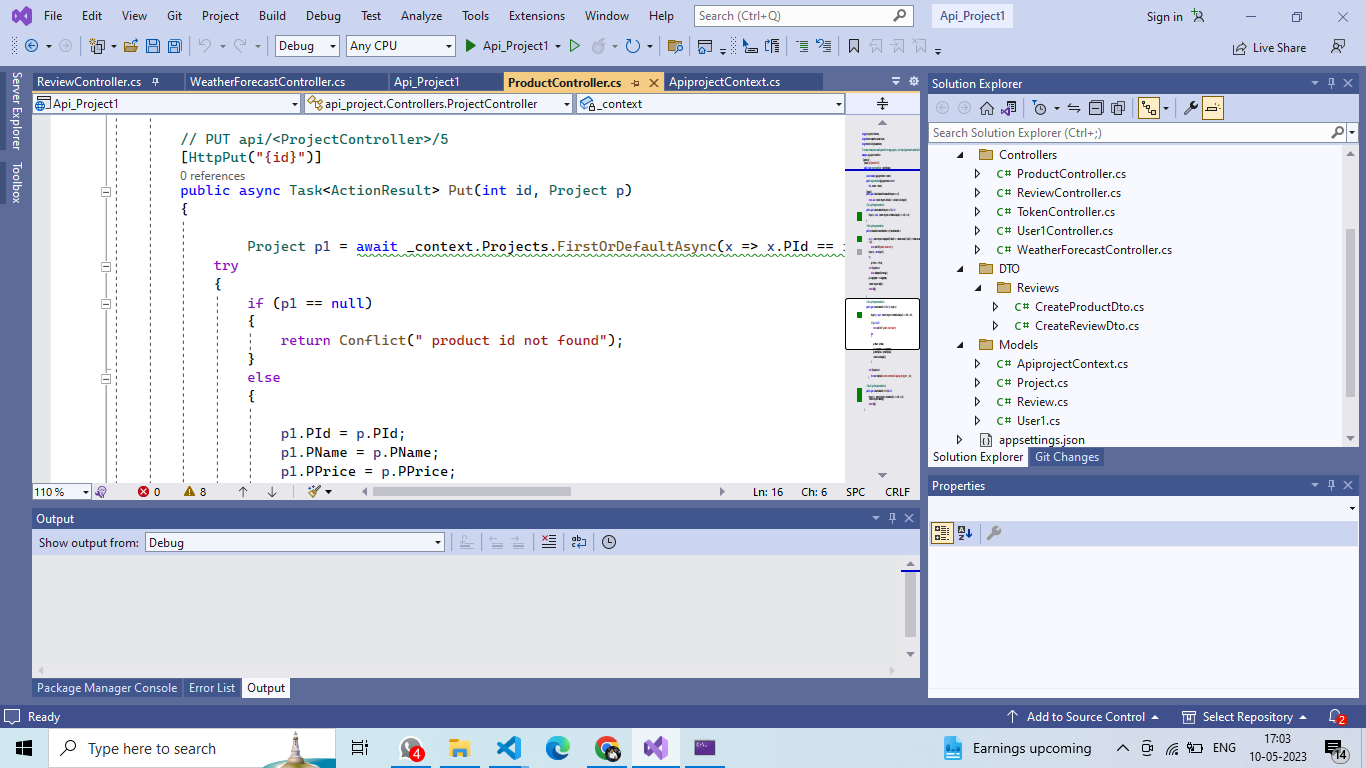 File Edit View Git Project Build Debug Test Analyze Tools Extensions Window Help Search (Ctrl+Q) Api_Project1 Sign in
Debug Any CPU Api_Project1 Live Share
Server Explorer
Toolbox
ReviewController.cs WeatherForecastController.cs Api_Project1 ProductController.cs ApiprojectContext.cs
Api_Project1 api_project.Controllers.ProjectController _context
// PUT api/<ProjectController>/5
[HttpPut("{id}")]
0 references
public async Task<ActionResult> Put(int id, Project p)
{
Project p1 = await _context.Projects.FirstOrDefaultAsync(x => x.PId ==
try
{
if (p1 == null)
{
return Conflict(" product id not found");
}
else
{
p1.PId = p.PId;
p1.PName = p.PName;
p1.PPrice = p.PPrice;
110 % 0 8 Ln: 16 Ch: 6 SPC CRLF
Output
Show output from: Debug
Package Manager Console Error List Output
Solution Explorer
Search Solution Explorer (Ctrl+;)
Controllers
C# ProductController.cs
C# ReviewController.cs
C# TokenController.cs
C# User1Controller.cs
C# WeatherForecastController.cs
DTO
Reviews
C# CreateProductDto.cs
C# CreateReviewDto.cs
Models
C# ApiprojectContext.cs
C# Project.cs
C# Review.cs
C# User1.cs
appsettings.json
Solution Explorer Git Changes
Properties
Ready Add to Source Control Select Repository 2
Type here to search 4 Earnings upcoming ENG 17:03 10-05-2023 14